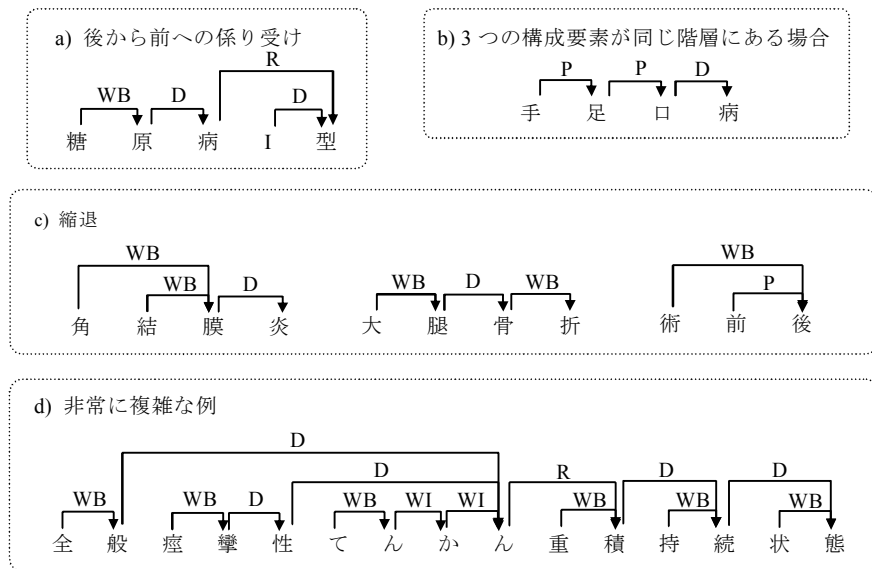 a) 後から前への係り受け
R
WB D D
糖 原 病 I 型
b) 3 つの構成要素が同じ階層にある場合
P P D
手 足 口 病
c) 縮退
WB
WB D
角 結 膜 炎
WB D WB
大 腿 骨 折
WB
P
術 前 後
d) 非常に複雑な例
D
D R D D
WB WB D WB WI WI WB WB WB
全 般 痙 攣 性 て ん か ん 重 積 持 続 状 態